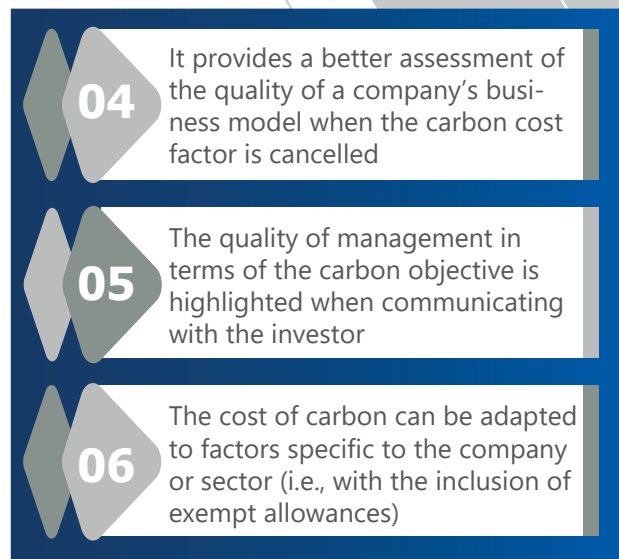 04
It provides a better assessment of
the quality of a company’s busi-
ness model when the carbon cost
factor is cancelled
05
The quality of management in
terms of the carbon objective is
highlighted when communicating
with the investor
06
The cost of carbon can be adapted
to factors specific to the company
or sector (i.e., with the inclusion of
exempt allowances)